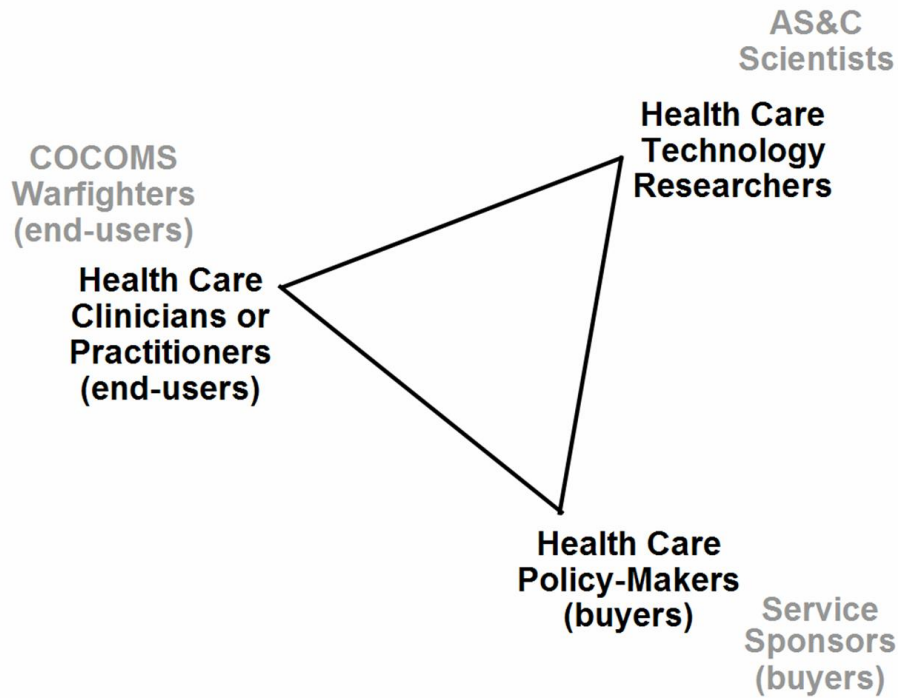 AS&C
Scientists
Health Care
Technology
Researchers
COCOMS
Warfighters
(end-users)
Health Care
Clinicians or
Practitioners
(end-users)
Health Care
Policy-Makers
(buyers)
Service
Sponsors
(buyers)